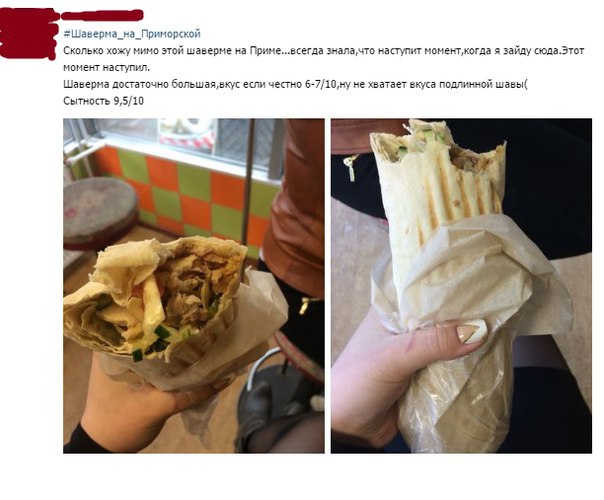 #Шаверма_на_Приморской
Сколько хожу мимо этой шаверме на Приме...всегда знала,что наступит момент,когда я зайду сюда.Этот
момент наступил.
Шаверма достаточно большая,вкус если честно 6-7/10,ну не хватает вкуса подлинной шавы(
Сытность 9,5/10